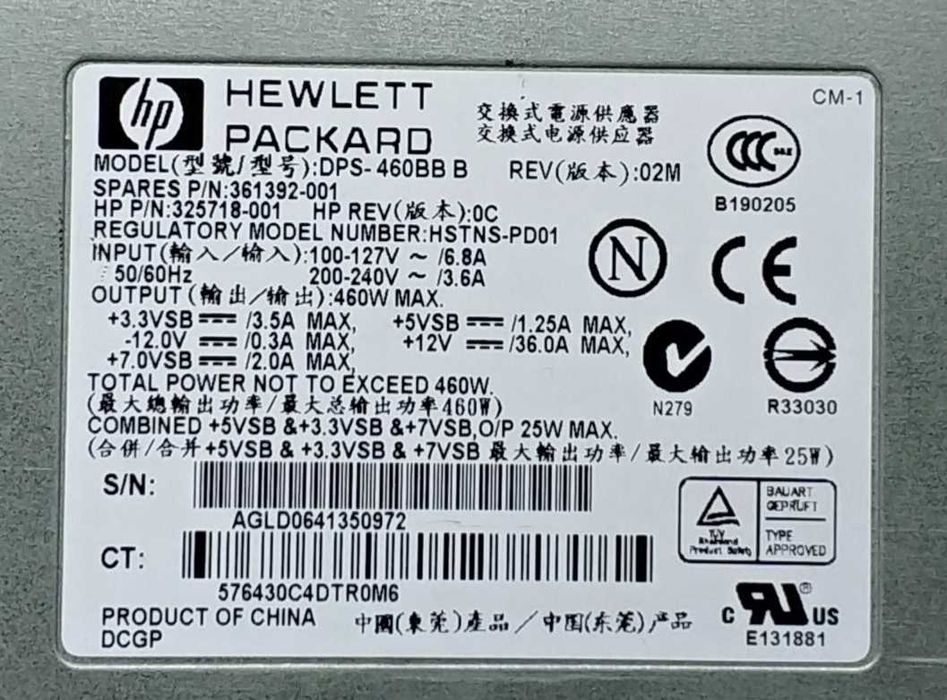 hp HEWLETT PACKARD
CM-1
交換式電源供應器
交换式电源供应器
MODEL(型號/型号):DPS-460BB B REV(版本):02M
SPARES P/N:361392-001
HP P/N:325718-001 HP REV(版本):0C
REGULATORY MODEL NUMBER:HSTNS-PD01
INPUT(輸入/输入):100-127V ~ /6.8A
50/60Hz 200-240V ~ /3.6A
OUTPUT(輸出/输出):460W MAX.
+3.3VSB ⎓ /3.5A MAX, +5VSB ⎓ /1.25A MAX,
-12.0V ⎓ /0.3A MAX, +12V ⎓ /36.0A MAX,
+7.0VSB ⎓ /2.0A MAX,
TOTAL POWER NOT TO EXCEED 460W.
(最大總輸出功率/最大总输出功率460W)
COMBINED +5VSB &+3.3VSB &+7VSB,O/P 25W MAX.
(合併/合并+5VSB & +3.3VSB & +7VSB 最大輸出功率/最大输出功率25W)
CCC S&E
B190205
N
CE
N279
R33030
S/N:
AGLD0641350972
CT:
576430C4DTR0M6
TÜV
Rheinland
Product Safety
BAUART
GEPRÜFT
TYPE
APPROVED
PRODUCT OF CHINA 中國(東莞)產品/中国(东莞)产品
DCGP
c RU US
E131881